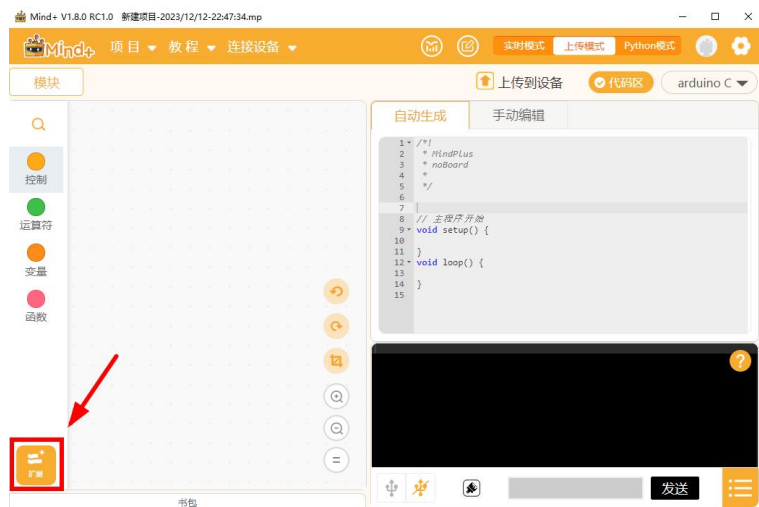 Mind+ V1.8.0 RC1.0 新建项目-2023/12/12-22:47:34.mp
Mind+ 项目 教程 连接设备 实时模式 上传模式 Python模式
模块 上传到设备 代码区 arduino C
自动生成 手动编辑
控制
运算符
变量
函数
扩展
书包
1 /*!
2 * MindPlus
3 * noBoard
4 *
5 */
6
7
8 // 主程序开始
9 void setup() {
10
11 }
12 void loop() {
13
14 }
15
?
发送